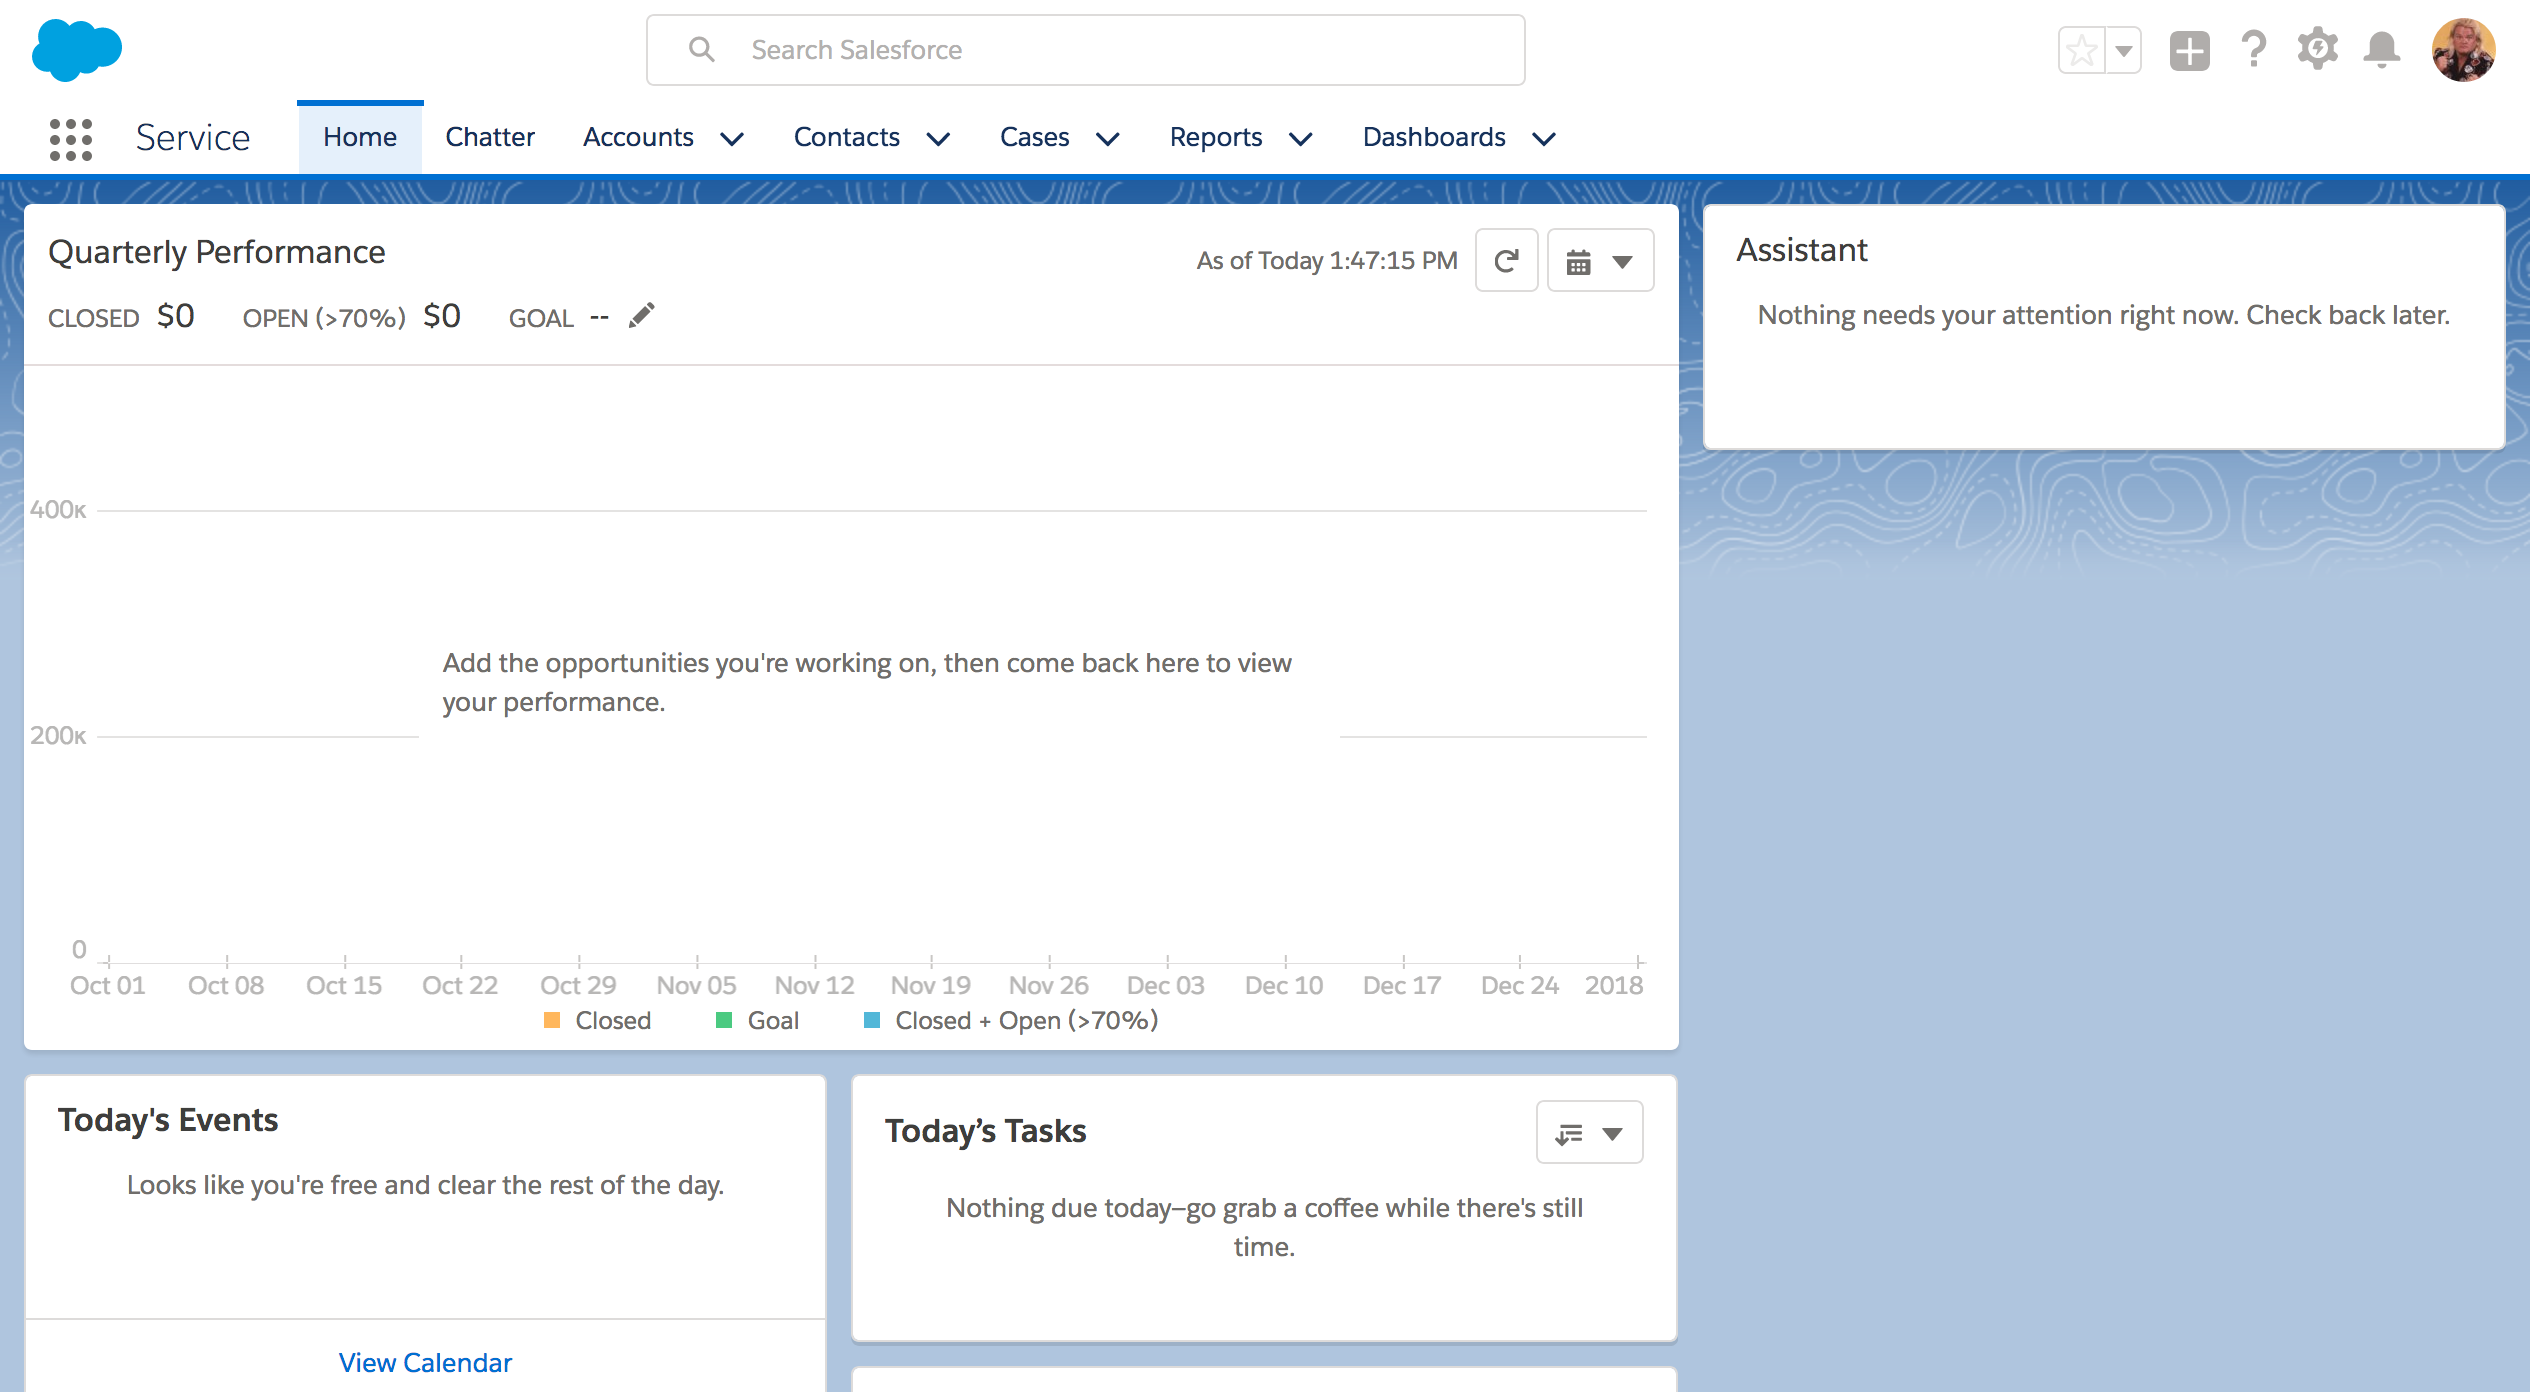 Search Salesforce
Service
Home
Chatter
Accounts
Contacts
Cases
Reports
Dashboards
Quarterly Performance
As of Today 1:47:15 PM
CLOSED $0 OPEN (>70%) $0 GOAL --
400K
Add the opportunities you're working on, then come back here to view
your performance.
200K
0
Oct 01 Oct 08 Oct 15 Oct 22 Oct 29 Nov 05 Nov 12 Nov 19 Nov 26 Dec 03 Dec 10 Dec 17 Dec 24 2018
Closed Goal Closed + Open (>70%)
Assistant
Nothing needs your attention right now. Check back later.
Today's Events
Looks like you're free and clear the rest of the day.
View Calendar
Today’s Tasks
Nothing due today—go grab a coffee while there's still
time.